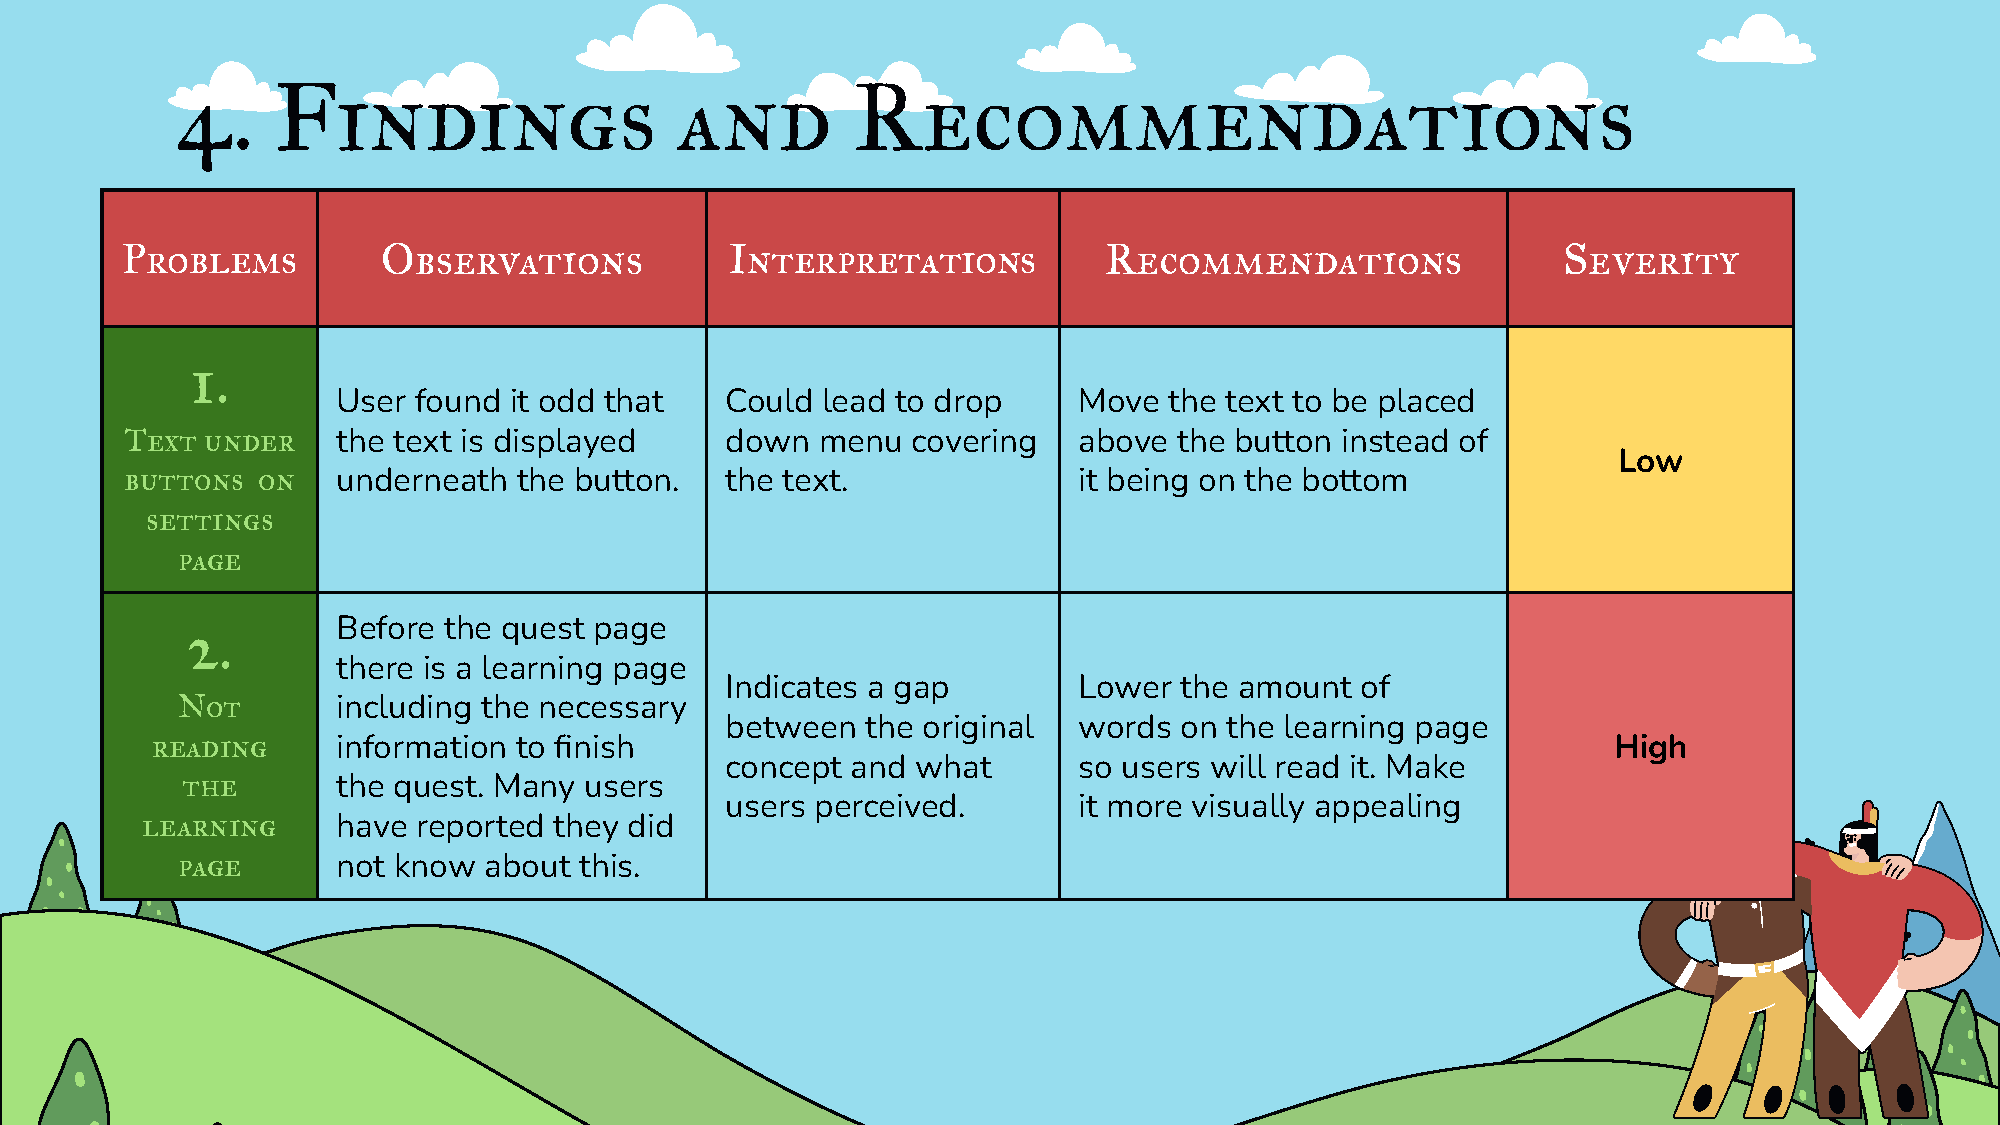 4. Findings and Recommendations
Problems
Observations
Interpretations
Recommendations
Severity
1.
Text under
buttons on
settings
page
User found it odd that
the text is displayed
underneath the button.
Could lead to drop
down menu covering
the text.
Move the text to be placed
above the button instead of
it being on the bottom
Low
2.
Not
reading
the
learning
page
Before the quest page
there is a learning page
including the necessary
information to finish
the quest. Many users
have reported they did
not know about this.
Indicates a gap
between the original
concept and what
users perceived.
Lower the amount of
words on the learning page
so users will read it. Make
it more visually appealing
High